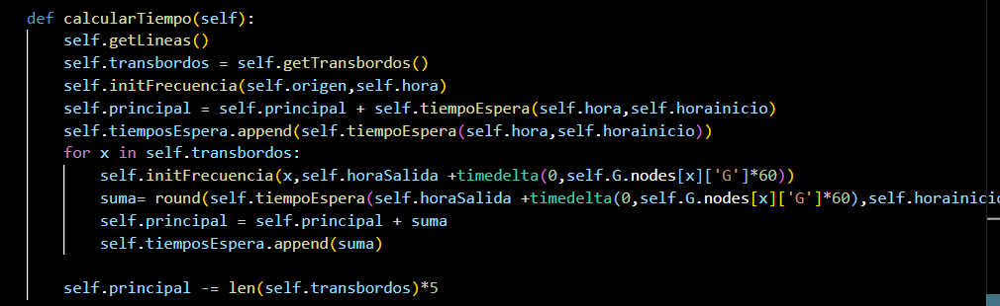 def calcularTiempo(self):
    self.getLineas()
    self.transbordos = self.getTransbordos()
    self.initFrecuencia(self.origen,self.hora)
    self.principal = self.principal + self.tiempoEspera(self.hora,self.horainicio)
    self.tiemposEspera.append(self.tiempoEspera(self.hora,self.horainicio))
    for x in self.transbordos:
        self.initFrecuencia(x,self.horaSalida +timedelta(0,self.G.nodes[x]['G']*60))
        suma= round(self.tiempoEspera(self.horaSalida +timedelta(0,self.G.nodes[x]['G']*60),self.horainicio
        self.principal = self.principal + suma
        self.tiemposEspera.append(suma)
    self.principal -= len(self.transbordos)*5